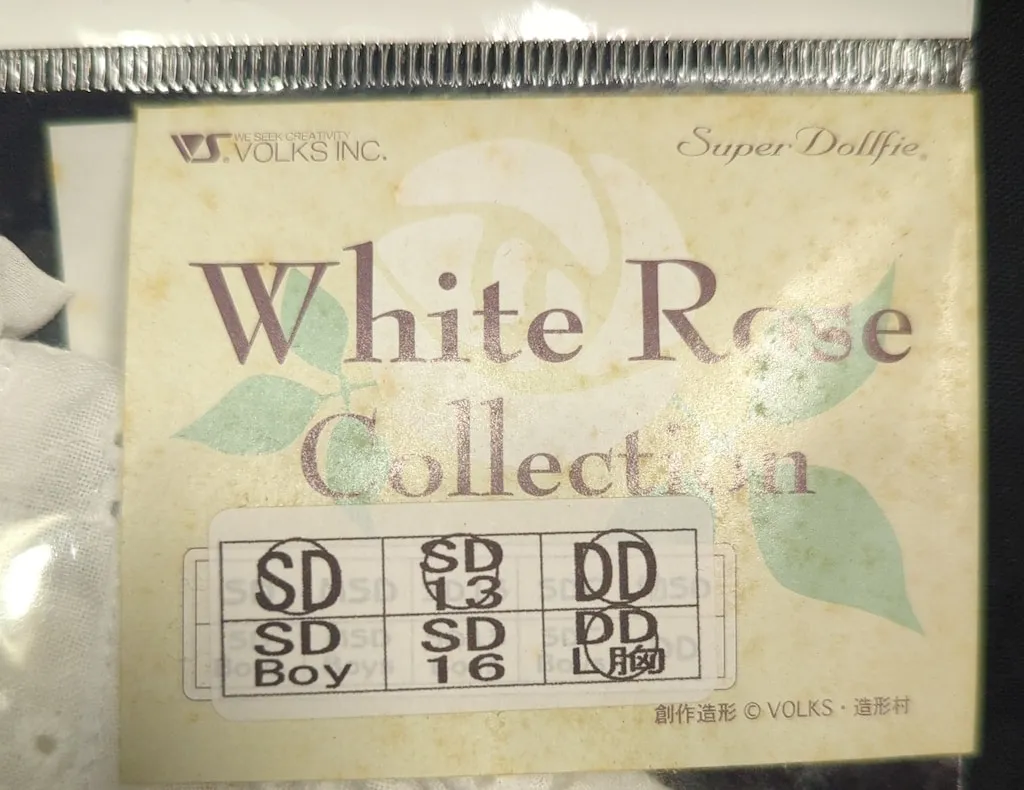 WE SEEK CREATIVITY
VS® VOLKS INC.
Super Dollfie®
White Rose
Collection
SD SD 13 DD
SD Boy SD 16 DD L胸
創作造形 © VOLKS・造形村